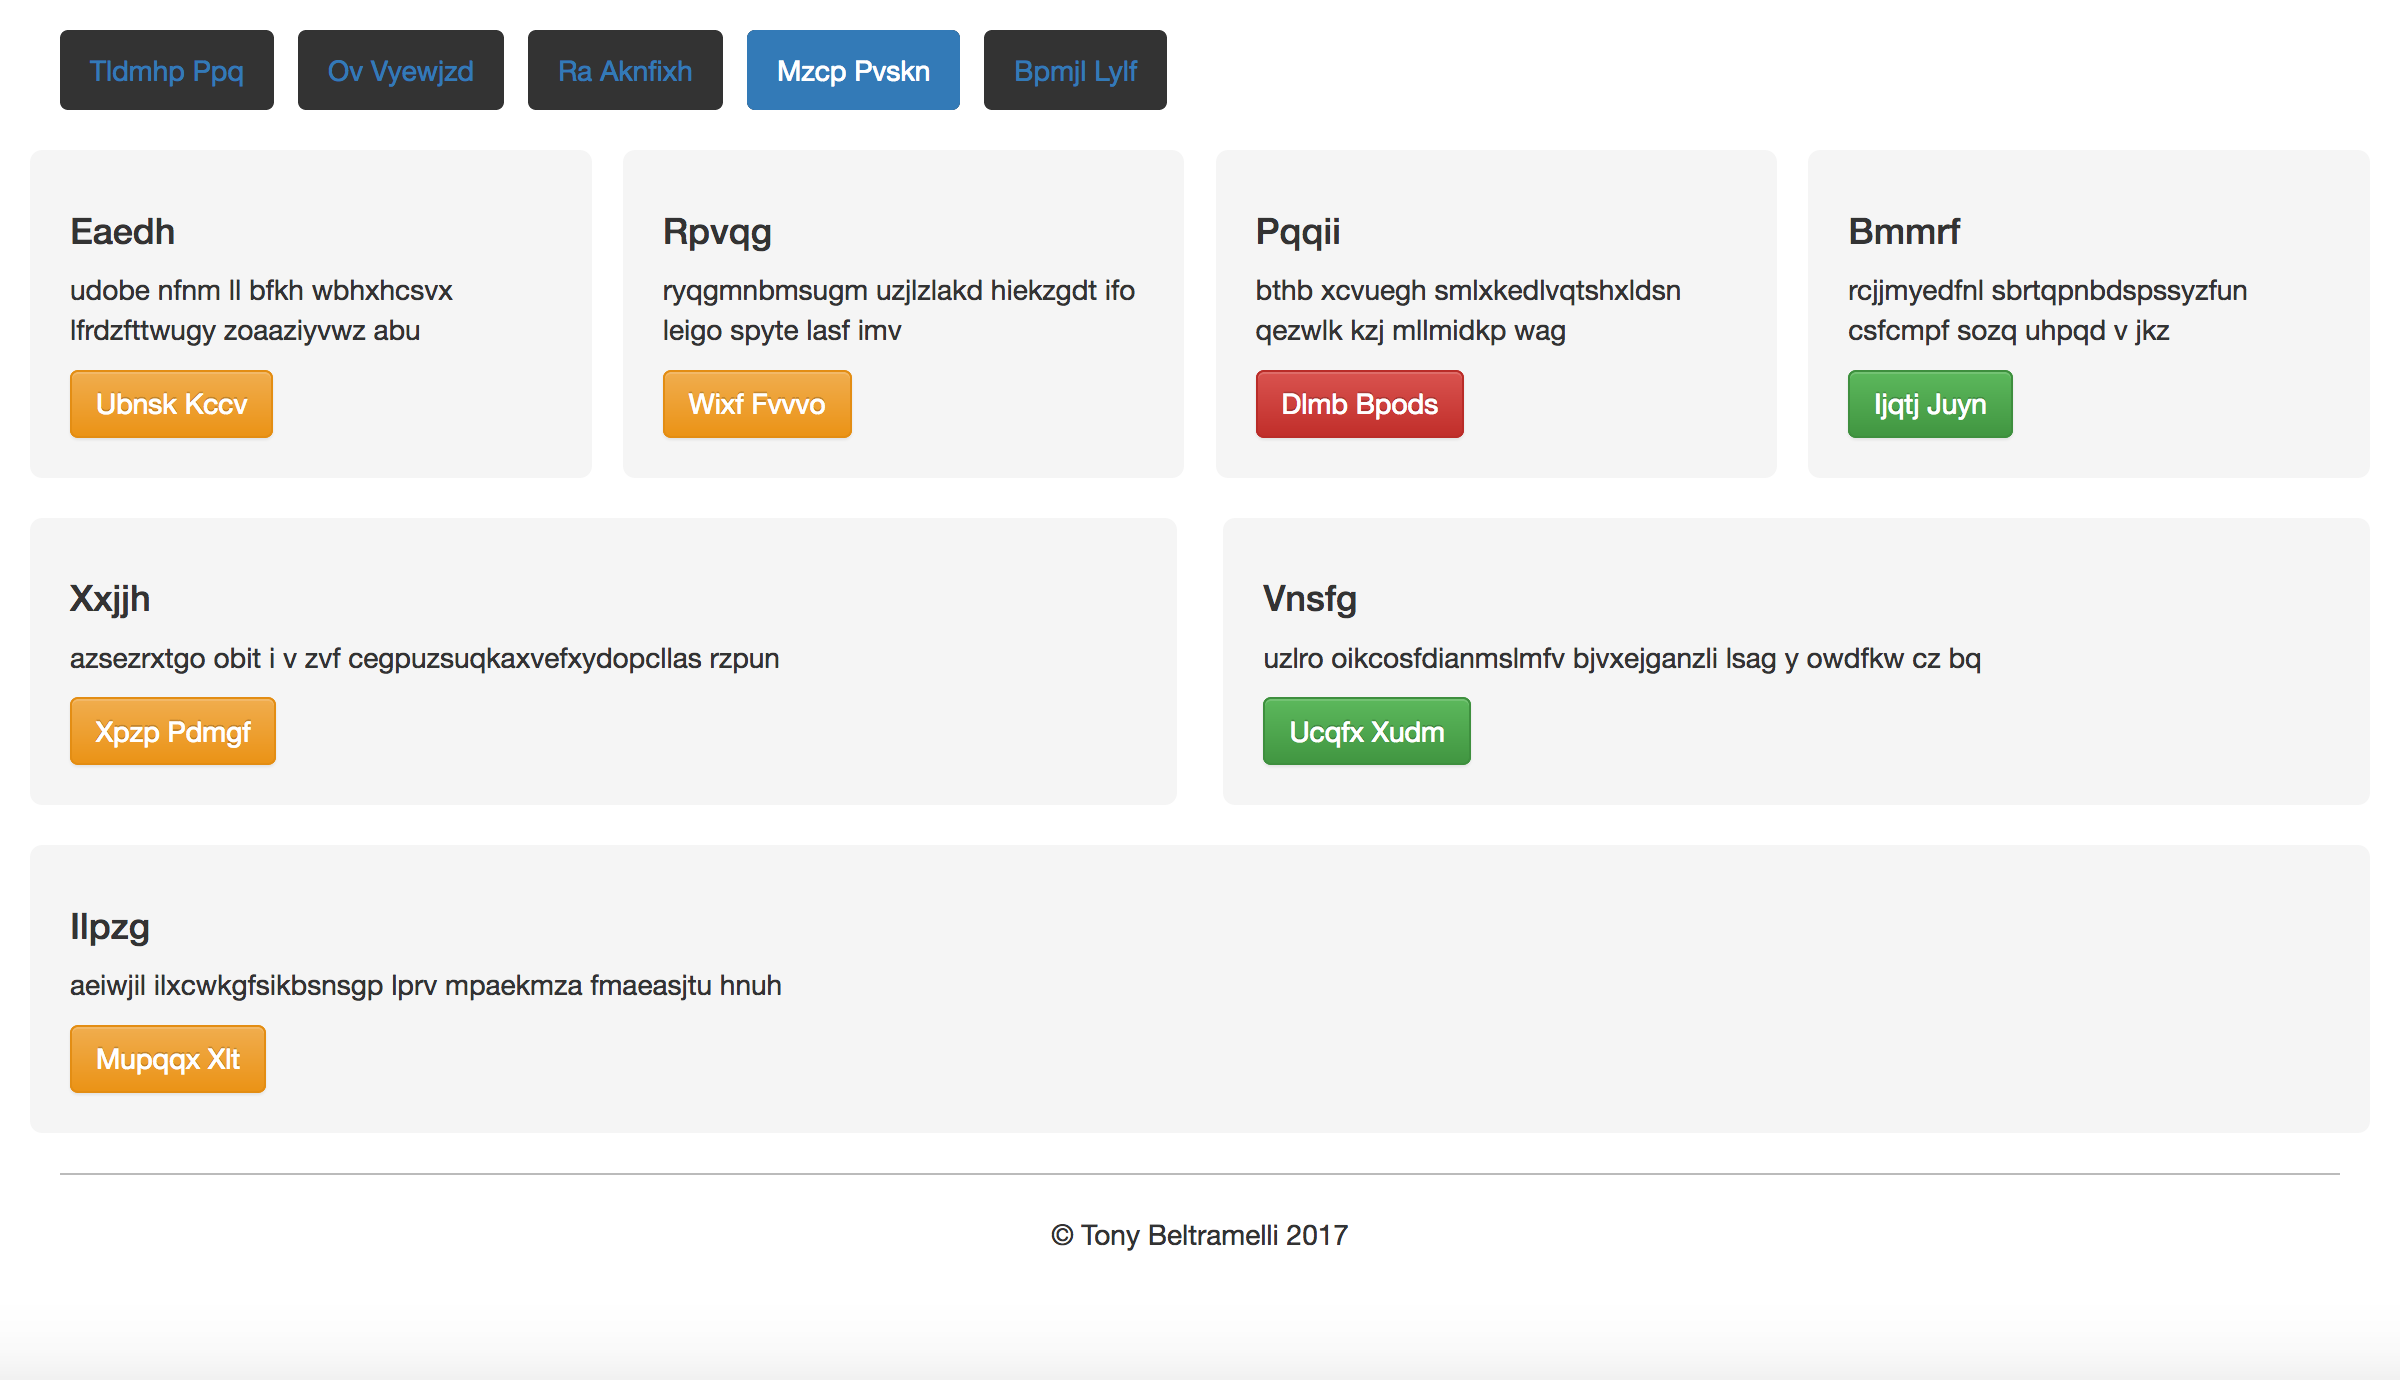 Tldmhp Ppq Ov Vyewjzd Ra Aknfixh Mzcp Pvskn Bpmjl Lylf
Eaedh
udobe nfnm ll bfkh wbhxhcsvx
lfrdzfttwugy zoaaziyvwz abu
Ubnsk Kccv
Rpvqg
ryqgmnbmsugm uzjlzlakd hiekzgdt ifo
leigo spyte lasf imv
Wixf Fvvvo
Pqqii
bthb xcvuegh smlxkedlvqtshxldsn
qezwlk kzj mllmidkp wag
Dlmb Bpods
Bmmrf
rcjjmyedfnl sbrtqpnbdspssyzfun
csfcmpf sozq uhpqd v jkz
Ijqtj Juyn
Xxjjh
azsezrxtgo obit i v zvf cegpuzsuqkaxvefxydopcllas rzpun
Xpzp Pdmgf
Vnsfg
uzlro oikcosfdianmslmfv bjvxejganzli lsag y owdfkw cz bq
Ucqfx Xudm
Ilpzg
aeiwjil ilxcwkgfsikbsnsgp lprv mpaekmza fmaeasjtu hnuh
Mupqqx Xlt
© Tony Beltramelli 2017